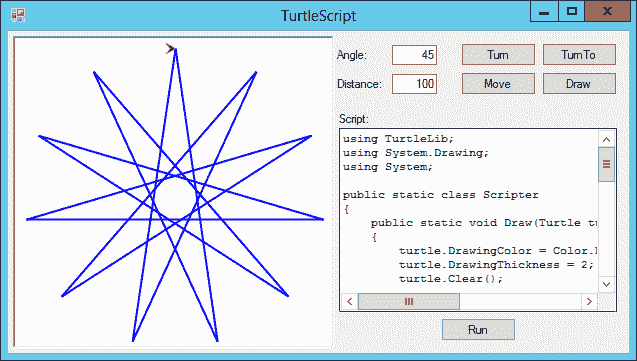 TurtleScript
Angle: 45 Turn TurnTo
Distance: 100 Move Draw
Script:
using TurtleLib;
using System.Drawing;
using System;
public static class Scripter
{
public static void Draw(Turtle tu
{
turtle.DrawingColor = Color.
turtle.DrawingThickness = 2;
turtle.Clear();
Run